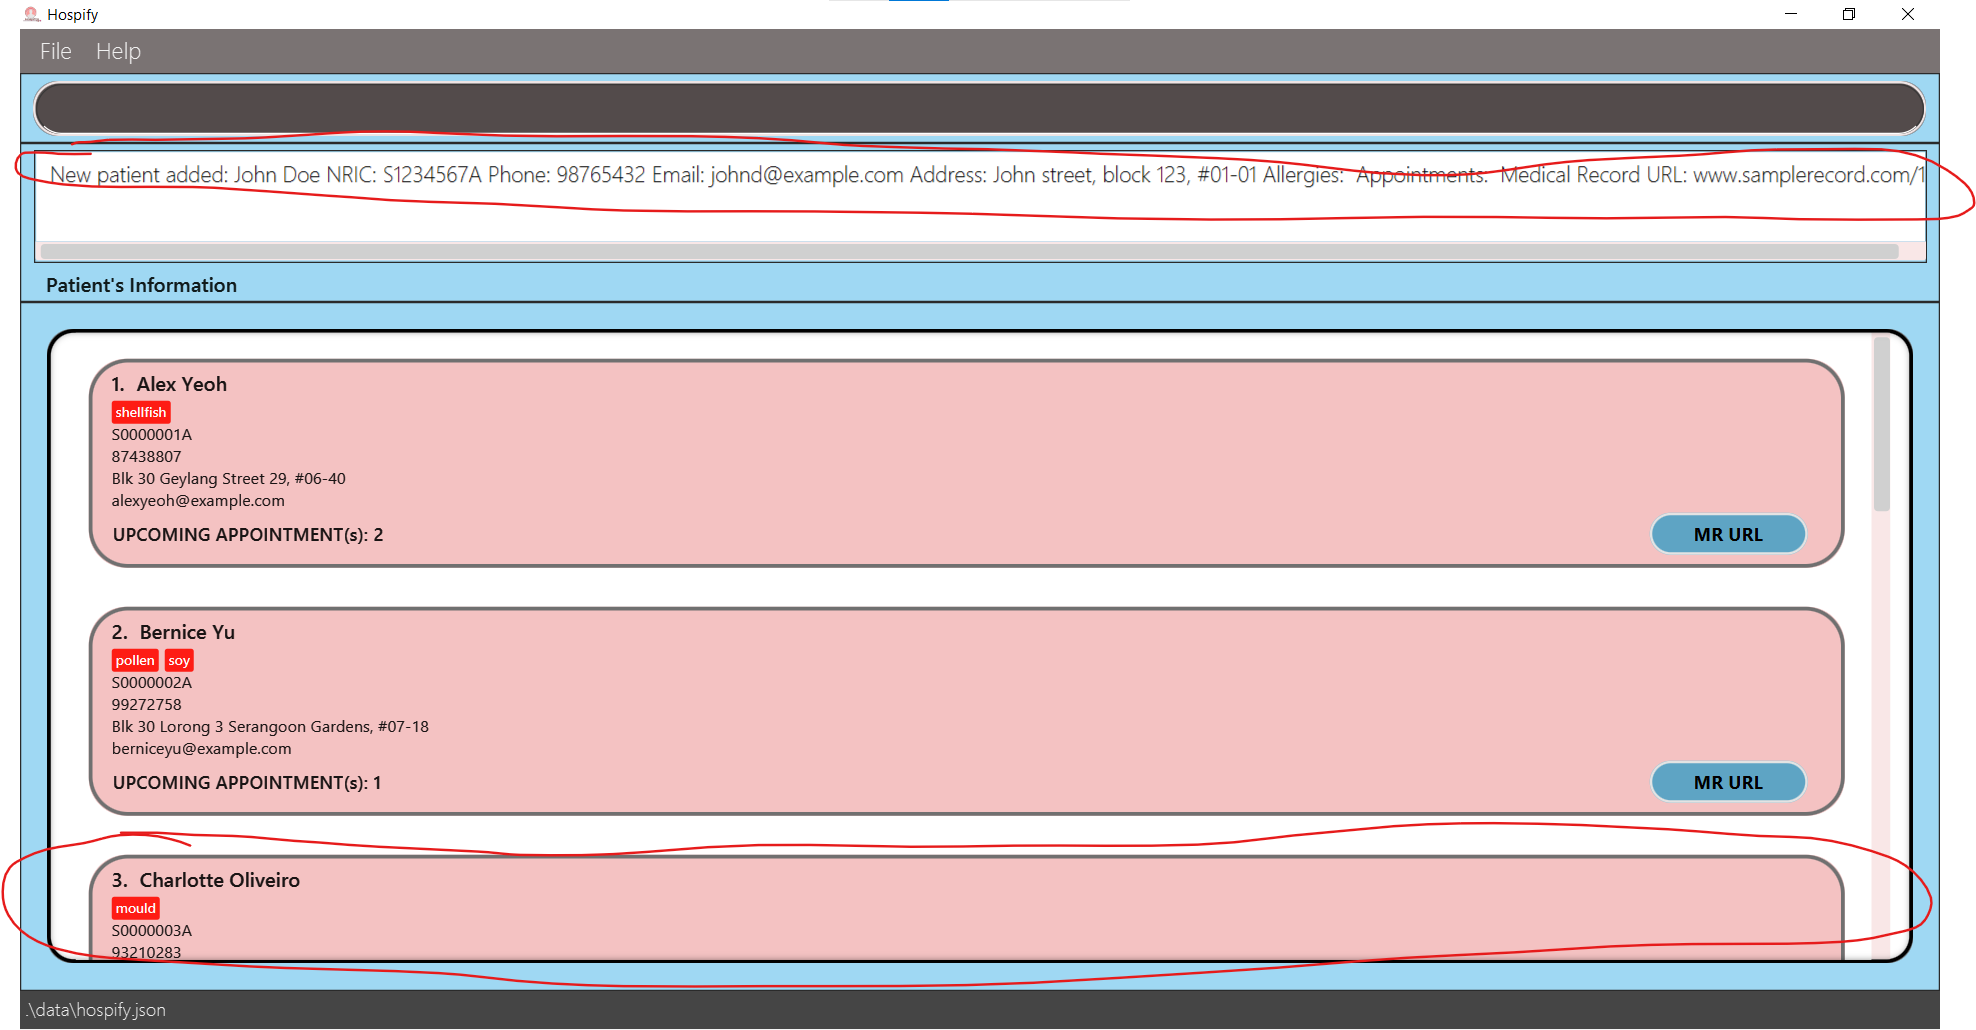 Hospify
File Help
New patient added: John Doe NRIC: S1234567A Phone: 98765432 Email: johnd@example.com Address: John street, block 123, #01-01 Allergies:  Appointments:  Medical Record URL: www.samplerecord.com/1
Patient's Information
1. Alex Yeoh
shellfish
S0000001A
87438807
Blk 30 Geylang Street 29, #06-40
alexyeoh@example.com
UPCOMING APPOINTMENT(s): 2
MR URL
2. Bernice Yu
pollen soy
S0000002A
99272758
Blk 30 Lorong 3 Serangoon Gardens, #07-18
berniceyu@example.com
UPCOMING APPOINTMENT(s): 1
MR URL
3. Charlotte Oliveiro
mould
S0000003A
93210283
.\data\hospify.json